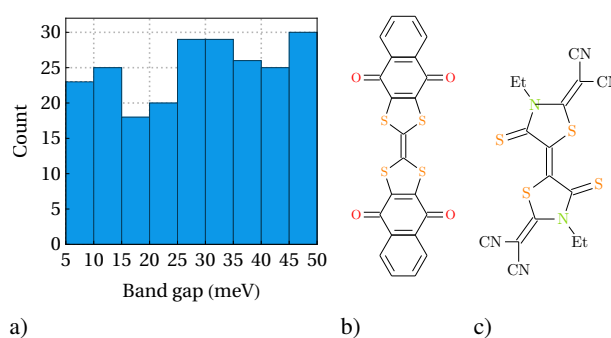 30
25
20
15
10
5
0
Count
5 10 15 20 25 30 35 40 45 50
Band gap (meV)
a)
O O
S S
S S
O O
b)
CN
CN
Et
N
S
S
S
S
N
Et
CN
CN
c)